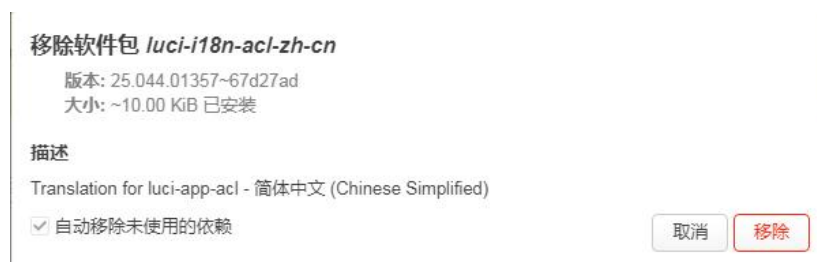 移除软件包 luci-i18n-acl-zh-cn
版本: 25.044.01357~67d27ad
大小: ~10.00 KiB 已安装
描述
Translation for luci-app-acl - 简体中文 (Chinese Simplified)
自动移除未使用的依赖
取消 移除